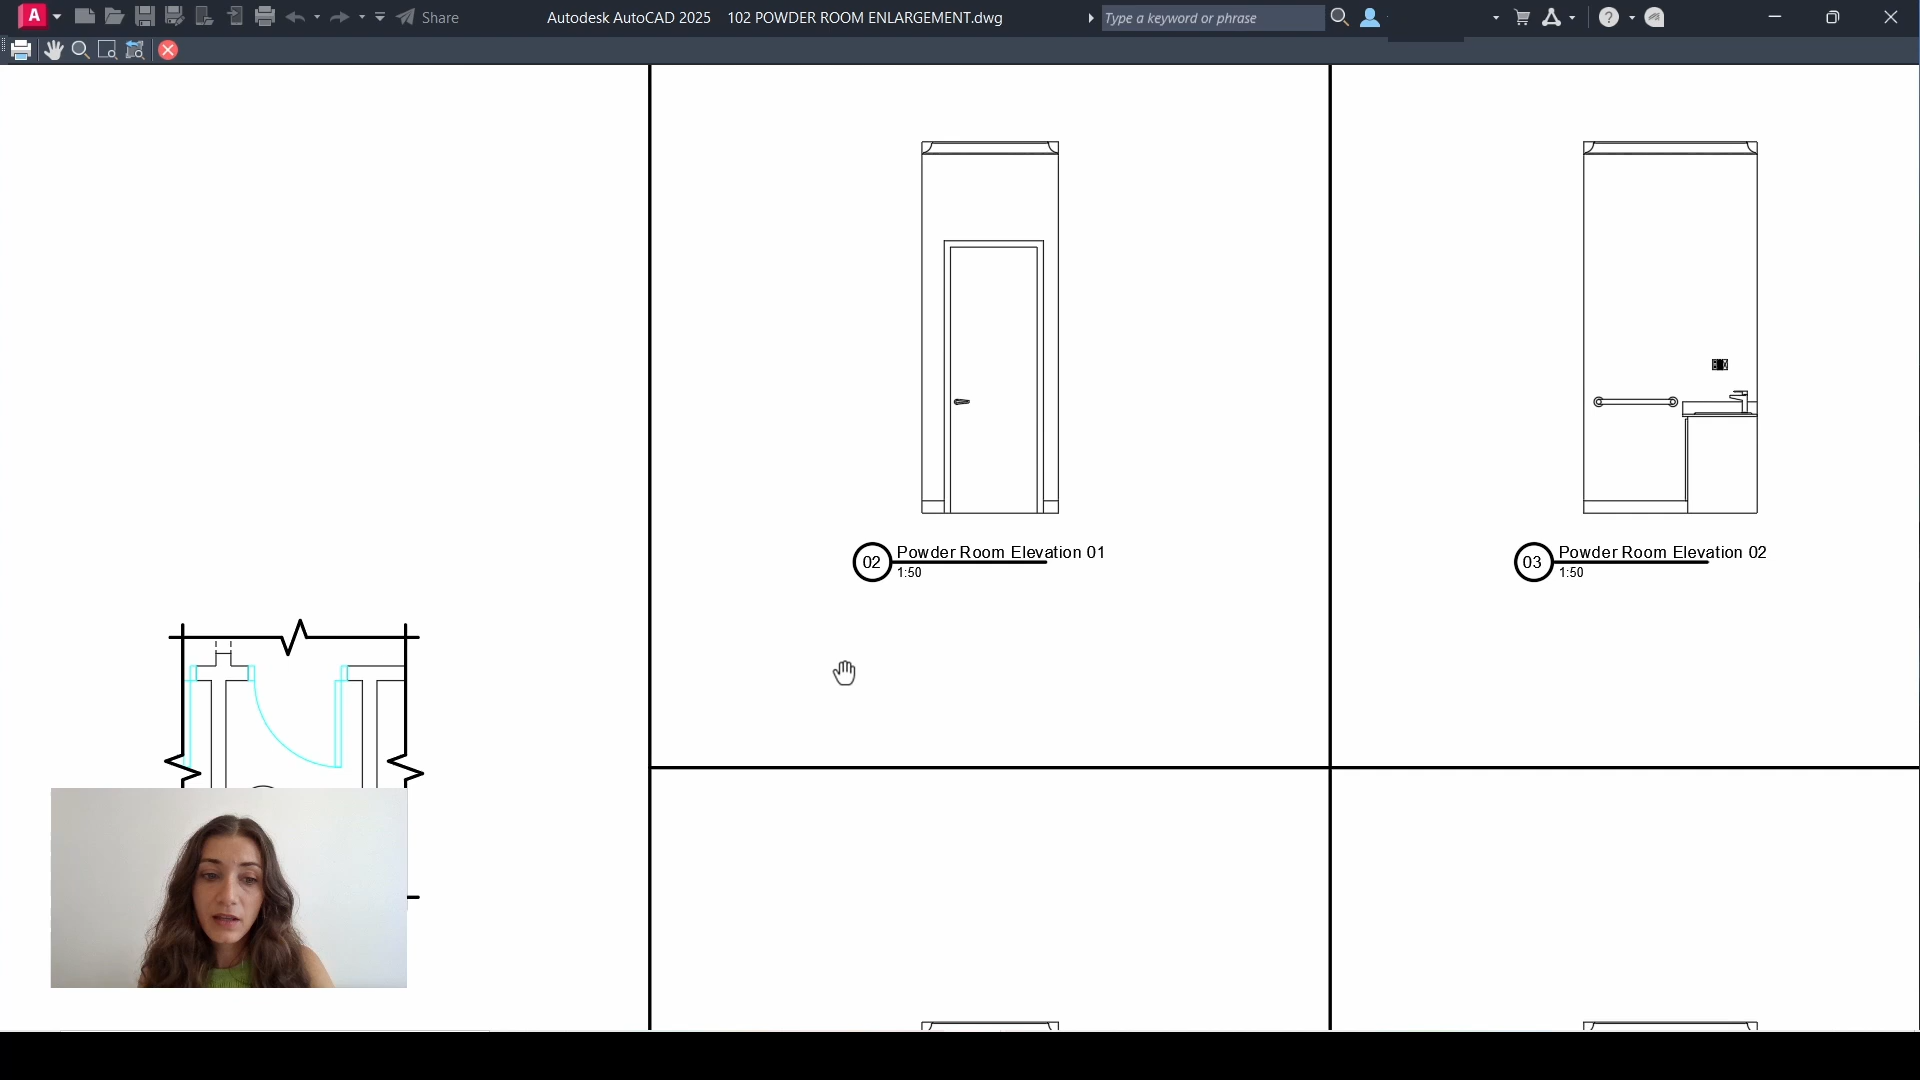 A
Share
Autodesk AutoCAD 2025 102 POWDER ROOM ENLARGEMENT.dwg
Type a keyword or phrase
?
02
Powder Room Elevation 01
1:50
03
Powder Room Elevation 02
1:50